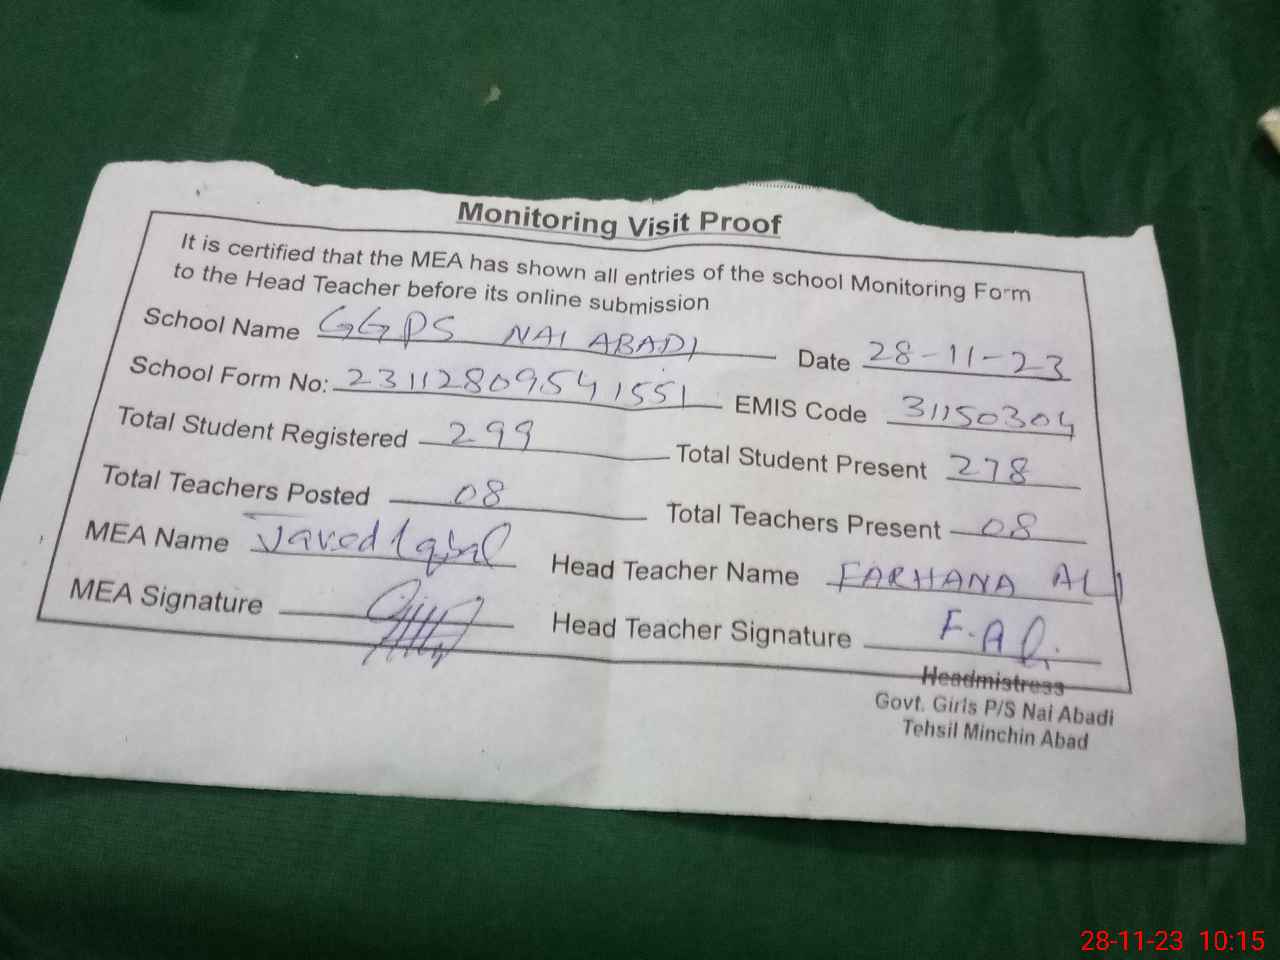 Monitoring Visit Proof
It is certified that the MEA has shown all entries of the school Monitoring Form
to the Head Teacher before its online submission
School Name GGPS NAI ABADI Date 28-11-23
School Form No: 23112809541551 EMIS Code 31150304
Total Student Registered 299 Total Student Present 278
Total Teachers Posted 08 Total Teachers Present 08
MEA Name Javed Iqbal Head Teacher Name FARHANA ALI
MEA Signature Head Teacher Signature F. Ali
Headmistress
Govt. Girls P/S Nai Abadi
Tehsil Minchin Abad
28-11-23 10:15